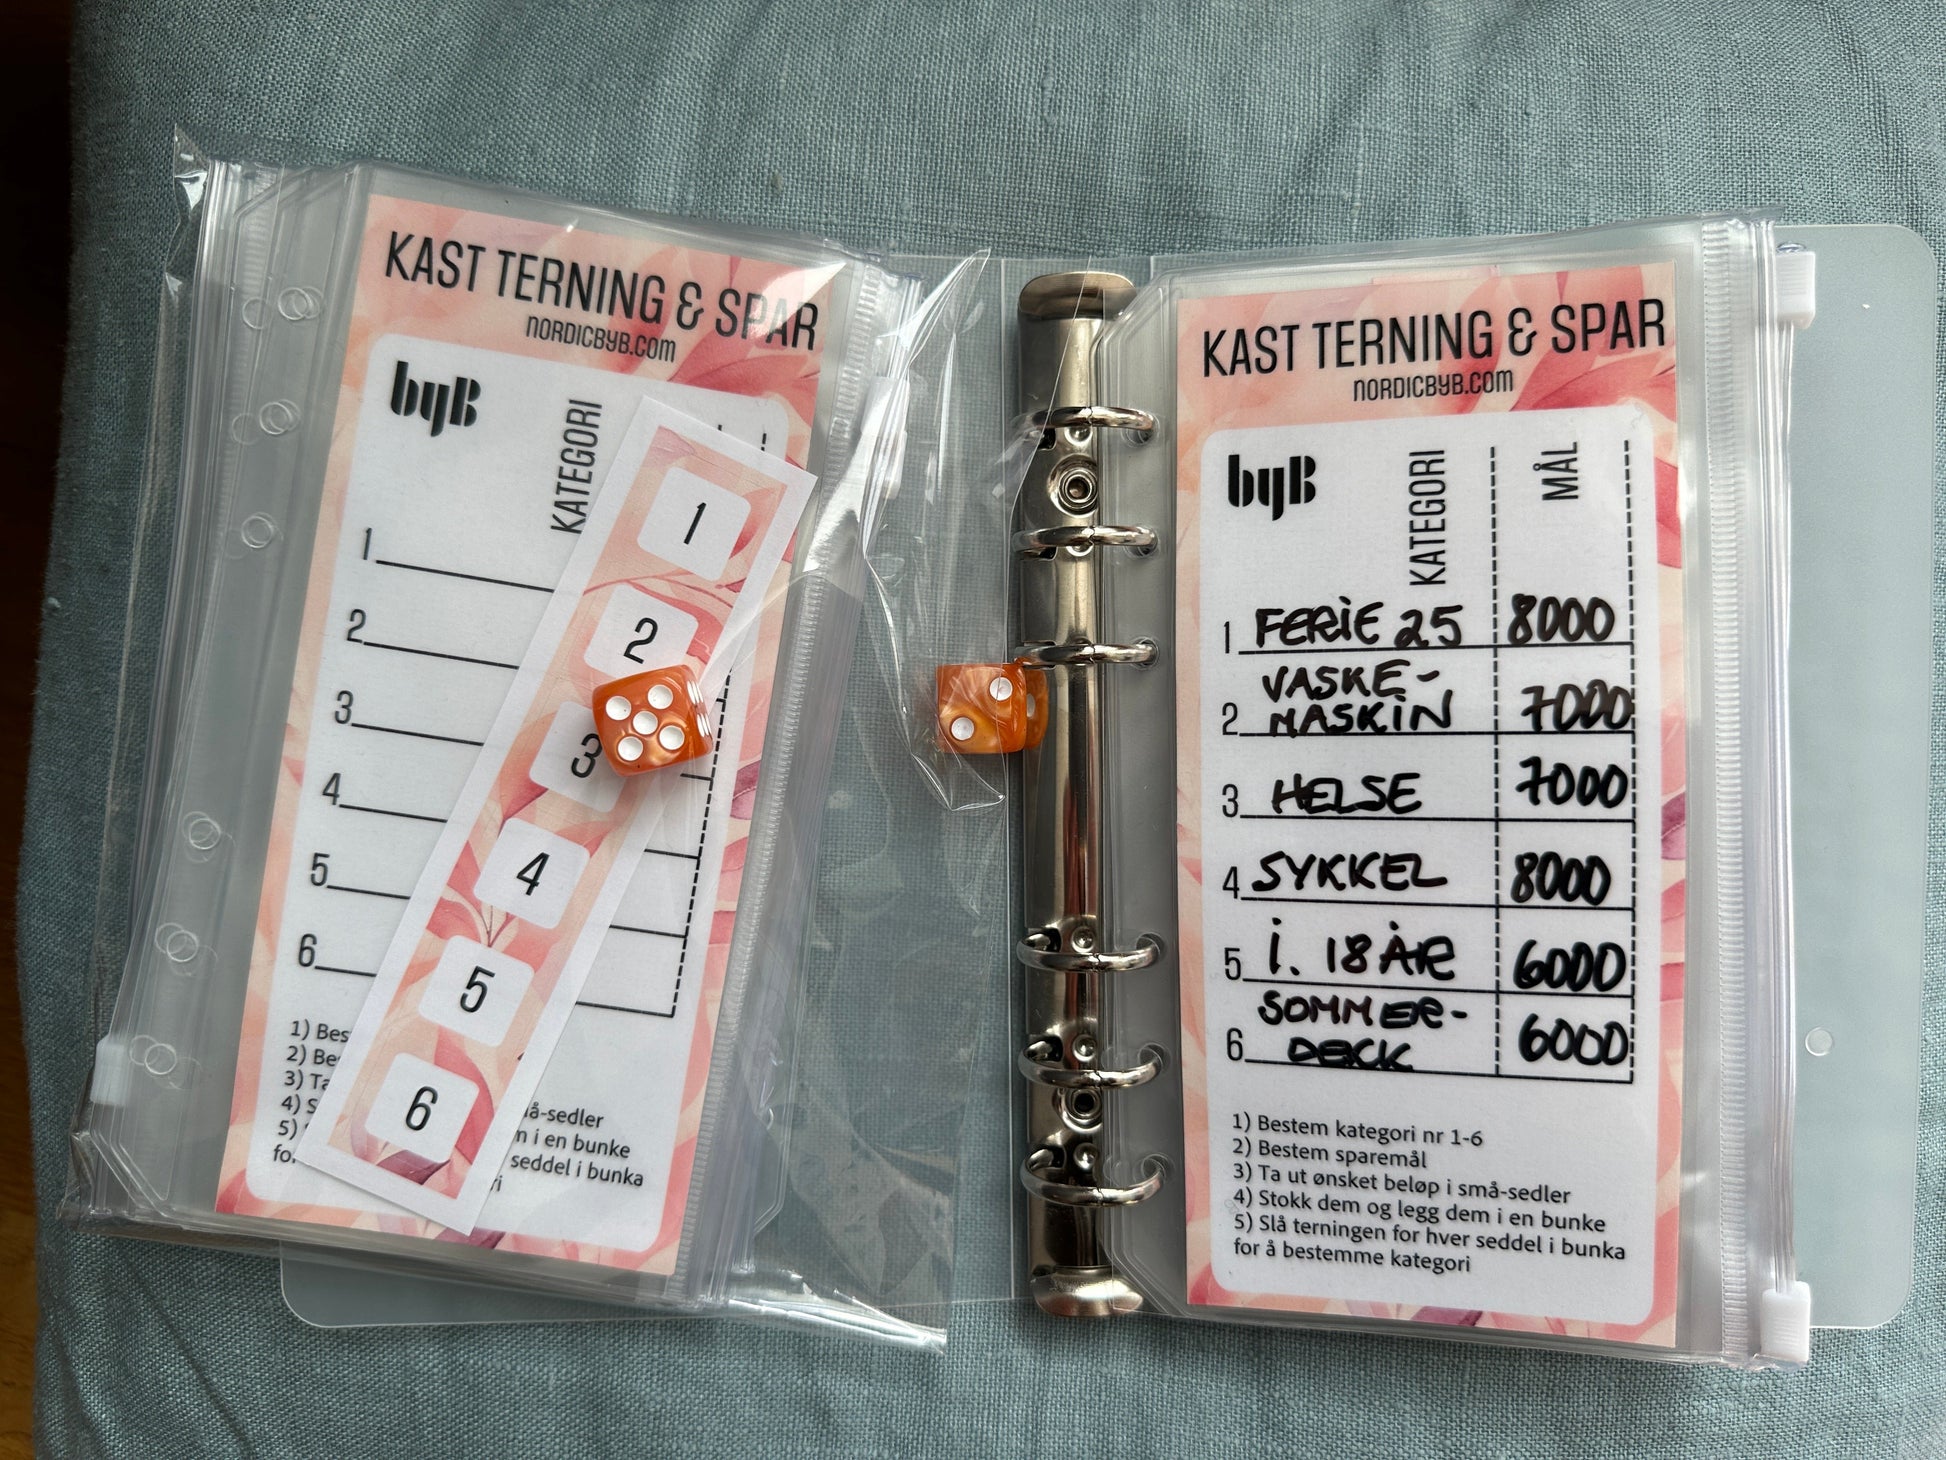 KAST TERNING & SPAR
NORDICBYB.COM
byB
KATEGORI
1
2
3
4
5
6
1
2
3
4
5
6
1)
2)
3) Ta
4)
5)
små-sedler
i en bunke
seddel i bunka
KAST TERNING & SPAR
NORDICBYB.COM
byB
KATEGORI
MÅL
1 FERIE 25 8000
2 VASKE-
MASKIN 7000
3 HELSE 7000
4 SYKKEL 8000
5 i. 18 ÅR 6000
6 SOMMER-
DECK 6000
1) Bestem kategori nr 1-6
2) Bestem sparemål
3) Ta ut ønsket beløp i små-sedler
4) Stokk dem og legg dem i en bunke
5) Slå terningen for hver seddel i bunka
for å bestemme kategori